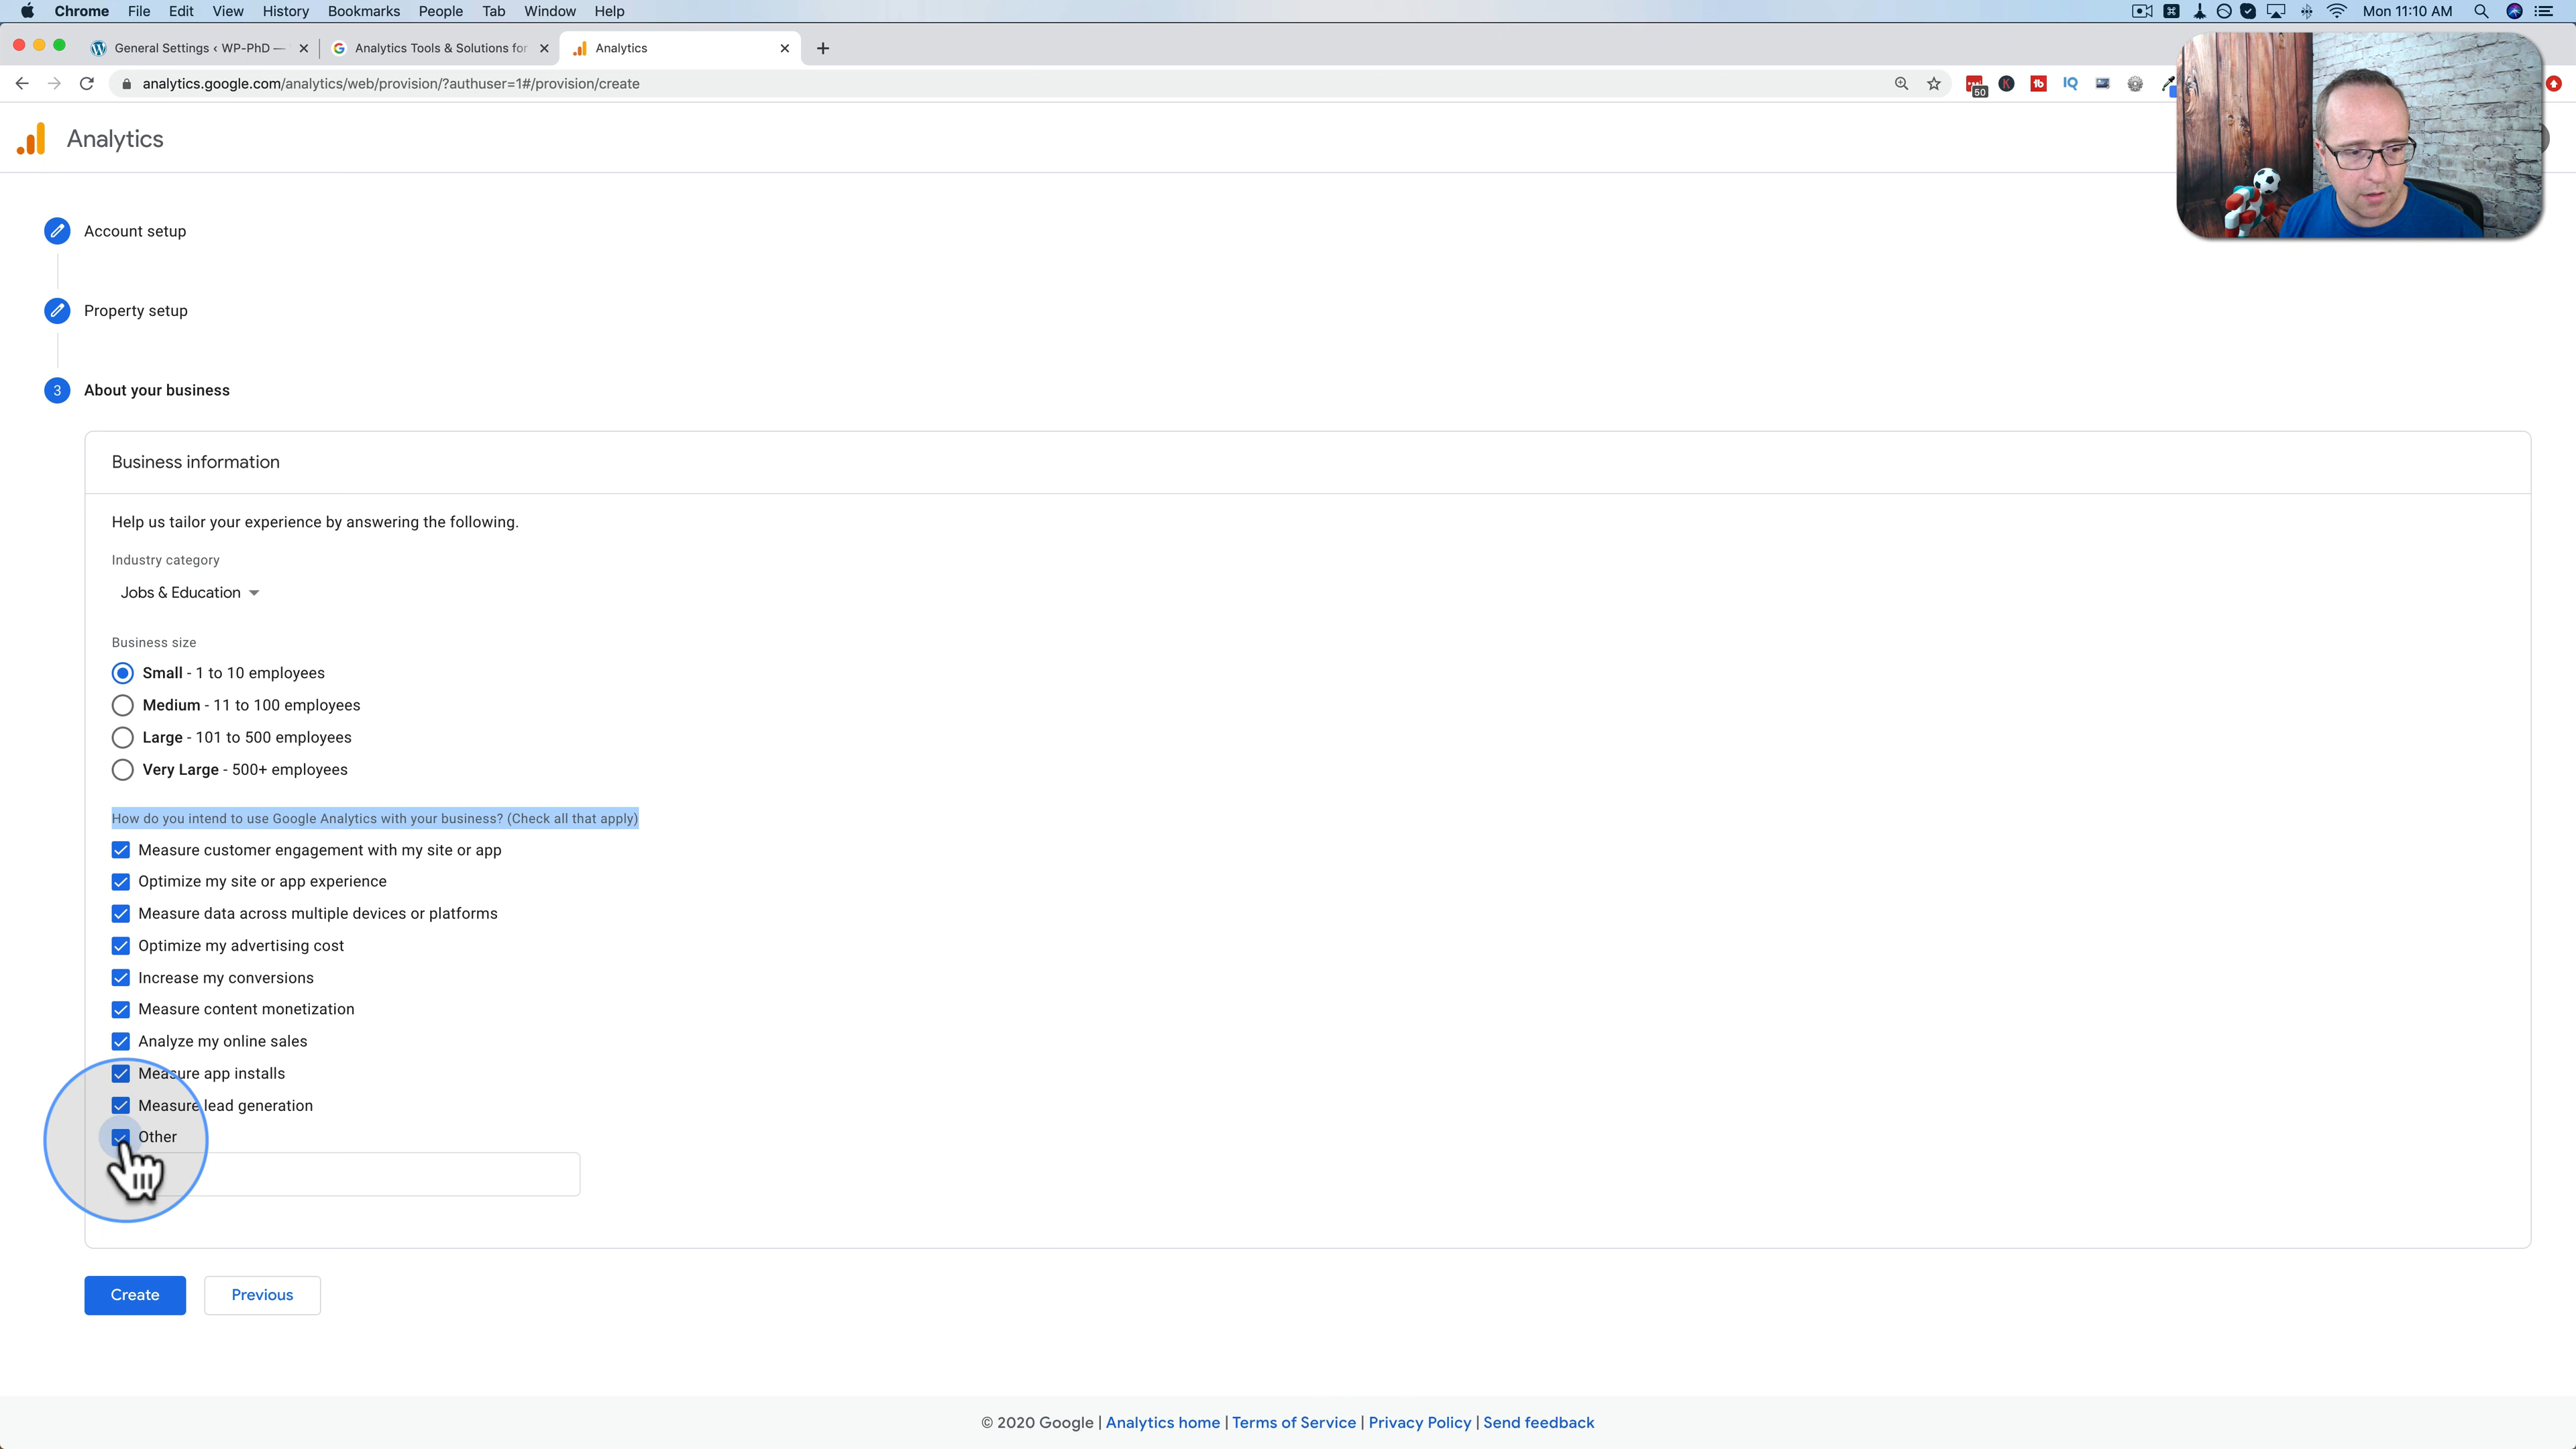 Chrome File Edit View History Bookmarks People Tab Window Help Mon 11:10 AM
General Settings ‹ WP-PhD — Analytics Tools & Solutions for Analytics
analytics.google.com/analytics/web/provision/?authuser=1#/provision/create 50 K tb IQ
Analytics
Account setup
Property setup
3 About your business
Business information
Help us tailor your experience by answering the following.
Industry category
Jobs & Education
Business size
Small - 1 to 10 employees
Medium - 11 to 100 employees
Large - 101 to 500 employees
Very Large - 500+ employees
How do you intend to use Google Analytics with your business? (Check all that apply)
Measure customer engagement with my site or app
Optimize my site or app experience
Measure data across multiple devices or platforms
Optimize my advertising cost
Increase my conversions
Measure content monetization
Analyze my online sales
Measure app installs
Measure lead generation
Other
Create Previous
© 2020 Google | Analytics home | Terms of Service | Privacy Policy | Send feedback